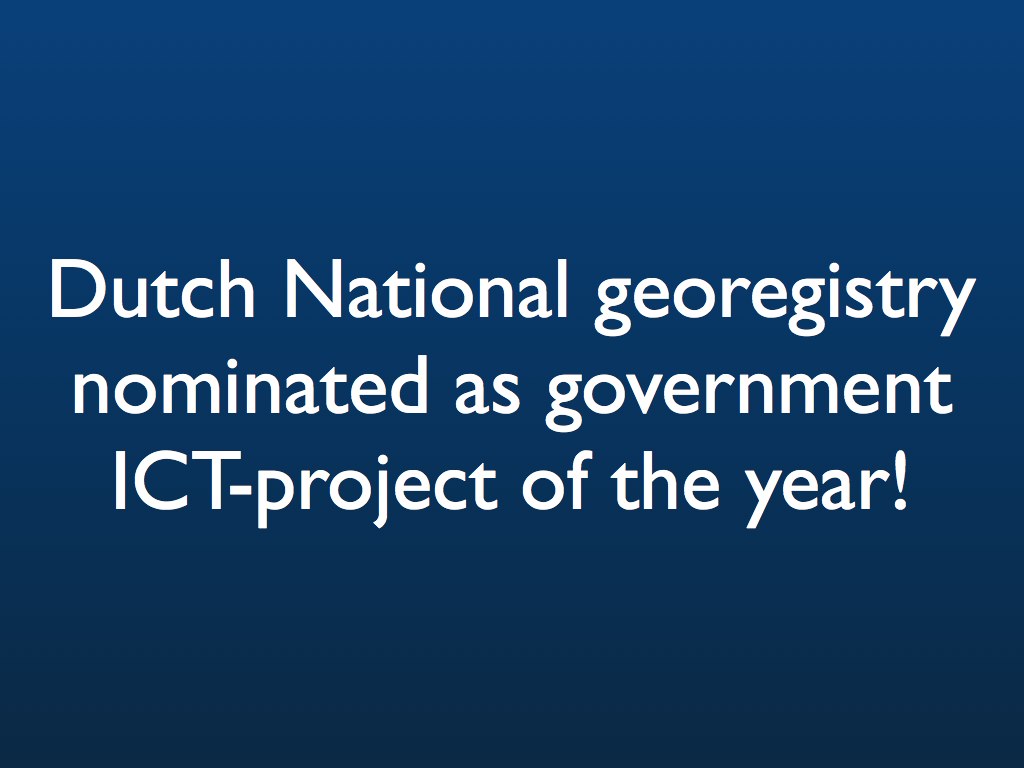 Dutch National georegistry
nominated as government
ICT-project of the year!